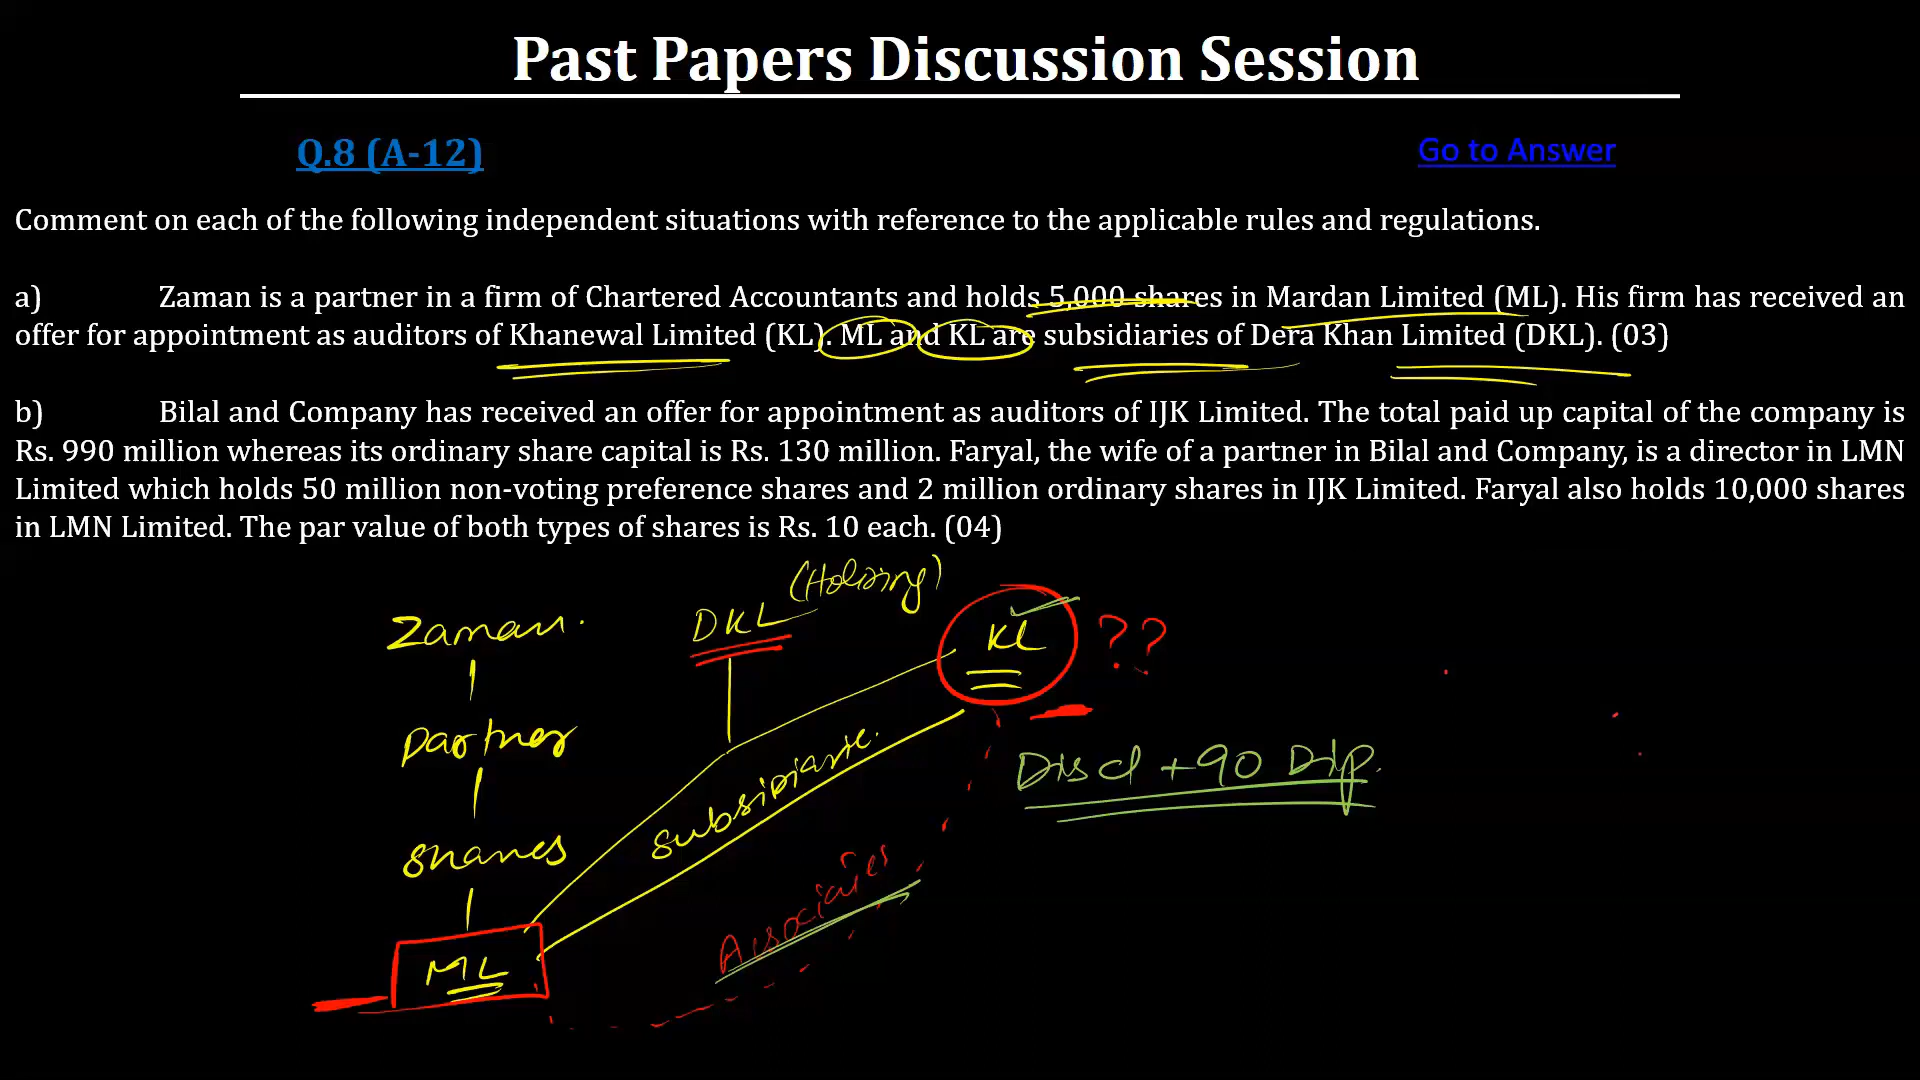 Past Papers Discussion Session
Q.8 (A-12)
Go to Answer
Comment on each of the following independent situations with reference to the applicable rules and regulations.
a) Zaman is a partner in a firm of Chartered Accountants and holds 5,000 shares in Mardan Limited (ML). His firm has received an
offer for appointment as auditors of Khanewal Limited (KL). ML and KL are subsidiaries of Dera Khan Limited (DKL). (03)
b) Bilal and Company has received an offer for appointment as auditors of IJK Limited. The total paid up capital of the company is
Rs. 990 million whereas its ordinary share capital is Rs. 130 million. Faryal, the wife of a partner in Bilal and Company, is a director in LMN
Limited which holds 50 million non-voting preference shares and 2 million ordinary shares in IJK Limited. Faryal also holds 10,000 shares
in LMN Limited. The par value of both types of shares is Rs. 10 each. (04)
Zaman.
DKL (Holding)
KL ??
Partner
Discl +90 Dip.
shares
ML